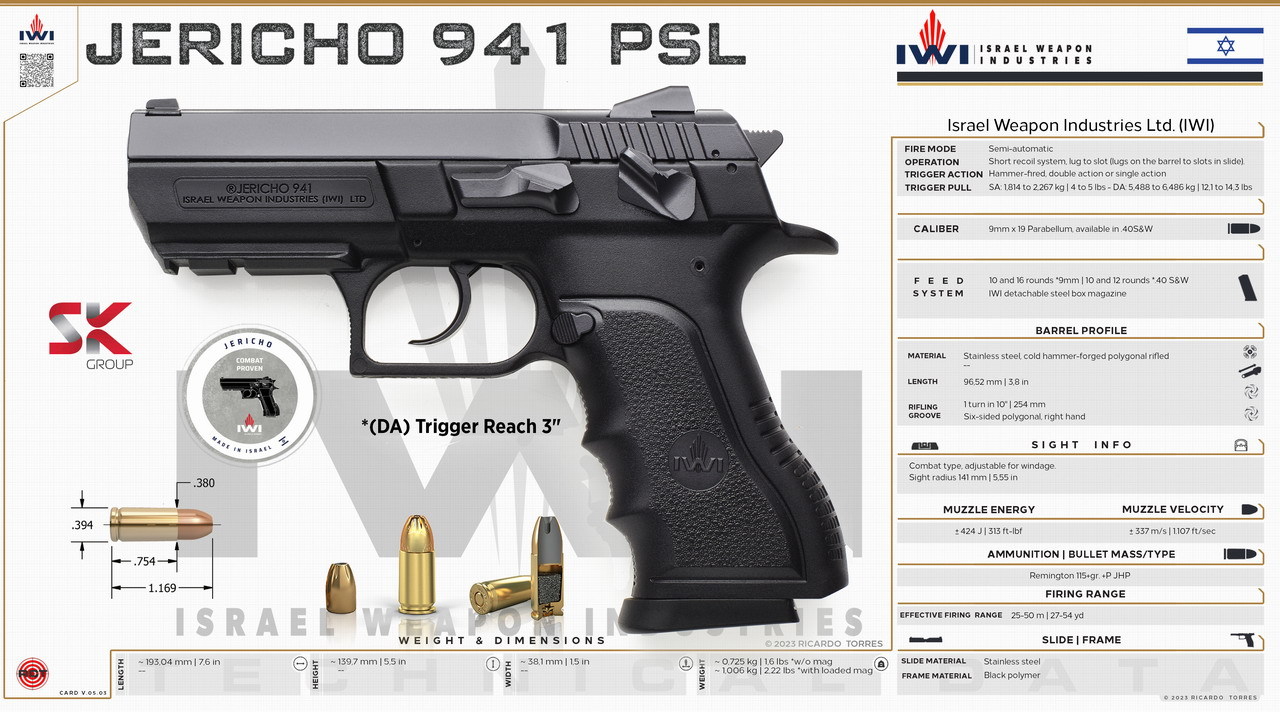 IWI
ISRAEL WEAPON INDUSTRIES
JERICHO 941 PSL
IWI
ISRAEL WEAPON
INDUSTRIES
®JERICHO 941
ISRAEL WEAPON INDUSTRIES (IWI) LTD
IWI
SK
GROUP
JERICHO
COMBAT
PROVEN
IWI
MADE IN ISRAEL
*(DA) Trigger Reach 3"
.380
.394
.754
1.169
IWI
ISRAEL WEAPON INDUSTRIES
© 2023 RICARDO TORRES
Israel Weapon Industries Ltd. (IWI)
FIRE MODE Semi-automatic
OPERATION Short recoil system, lug to slot (lugs on the barrel to slots in slide).
TRIGGER ACTION Hammer-fired, double action or single action
TRIGGER PULL SA: 1,814 to 2,267 kg | 4 to 5 lbs - DA: 5,488 to 6,486 kg | 12,1 to 14,3 lbs
CALIBER 9mm x 19 Parabellum, available in .40S&W
FEED SYSTEM
10 and 16 rounds *9mm | 10 and 12 rounds *.40 S&W
IWI detachable steel box magazine
BARREL PROFILE
MATERIAL Stainless steel, cold hammer-forged polygonal rifled
--
LENGTH 96,52 mm | 3,8 in
RIFLING GROOVE
1 turn in 10" | 254 mm
Six-sided polygonal, right hand
SIGHT INFO
Combat type, adjustable for windage.
Sight radius 141 mm | 5,55 in
MUZZLE ENERGY MUZZLE VELOCITY
± 424 J | 313 ft-lbf ± 337 m/s | 1.107 ft/sec
AMMUNITION | BULLET MASS/TYPE
Remington 115+gr. +P JHP
FIRING RANGE
EFFECTIVE FIRING RANGE 25-50 m | 27-54 yd
SLIDE | FRAME
SLIDE MATERIAL Stainless steel
FRAME MATERIAL Black polymer
© 2023 RICARDO TORRES
WEIGHT & DIMENSIONS
LENGTH ~ 193.04 mm | 7.6 in
--
HEIGHT ~ 139.7 mm | 5.5 in
--
WIDTH ~ 38.1 mm | 1.5 in
--
WEIGHT ~ 0,725 kg | 1.6 lbs *w/o mag
~ 1,006 kg | 2.22 lbs *with loaded mag
TECHNICAL DATA
RDT
CARD V.05.03